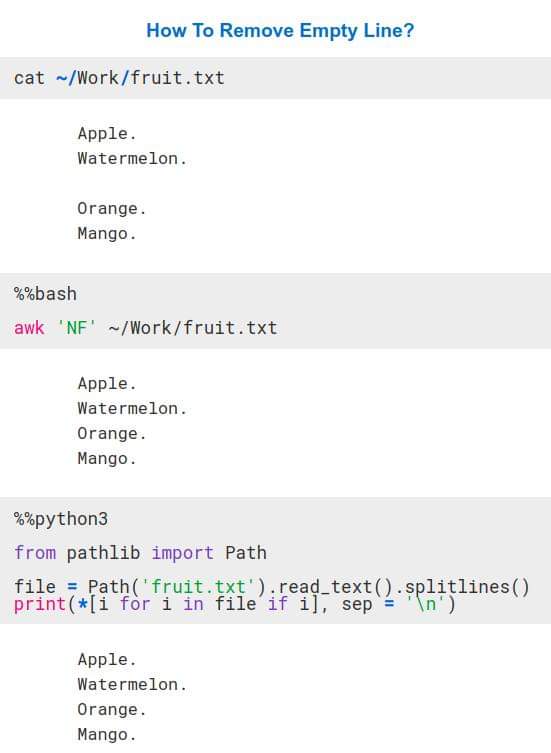 How To Remove Empty Line?
cat ~/Work/fruit.txt
Apple.
Watermelon.
Orange.
Mango.
%%bash
awk 'NF' ~/Work/fruit.txt
Apple.
Watermelon.
Orange.
Mango.
%%python3
from pathlib import Path
file = Path('fruit.txt').read_text().splitlines()
print(*[i for i in file if i], sep = '\n')
Apple.
Watermelon.
Orange.
Mango.